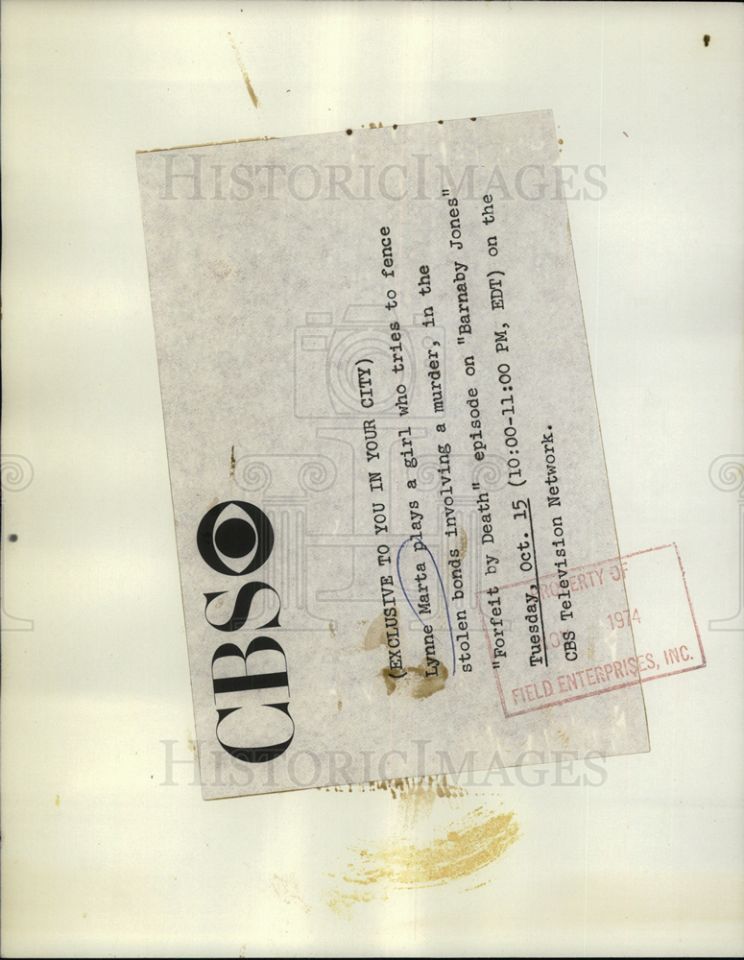 CBS
(EXCLUSIVE TO YOU IN YOUR CITY)
Lynne Marta plays a girl who tries to fence
stolen bonds involving a murder, in the
"Forfeit by Death" episode on "Barnaby Jones"
Tuesday, Oct. 15 (10:00-11:00 PM, EDT) on the
CBS Television Network.
PROPERTY OF
1974
FIELD ENTERPRISES, INC.
HISTORICIMAGES
HISTORICIMAGES